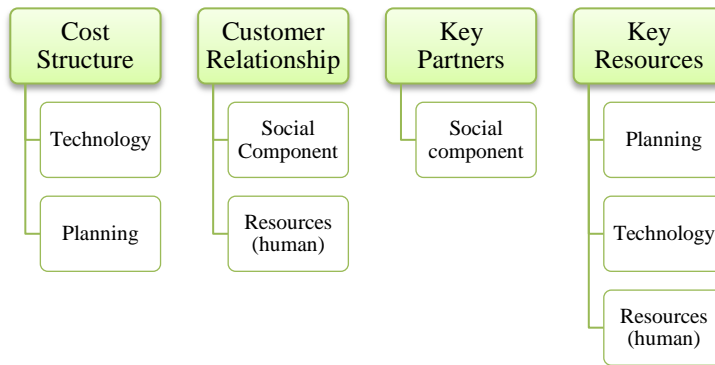 Cost
Structure
Technology
Planning
Customer
Relationship
Social
Component
Resources
(human)
Key
Partners
Social
component
Key
Resources
Planning
Technology
Resources
(human)